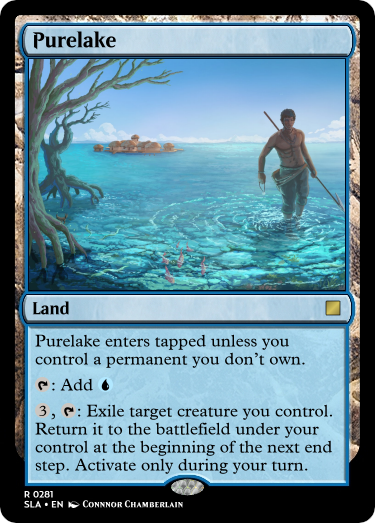 Purelake
Land
Purelake enters tapped unless you
control a permanent you don't own.
: Add
3, : Exile target creature you control.
Return it to the battlefield under your
control at the beginning of the next end
step. Activate only during your turn.
R 0281
SLA • EN Connnor Chamberlain